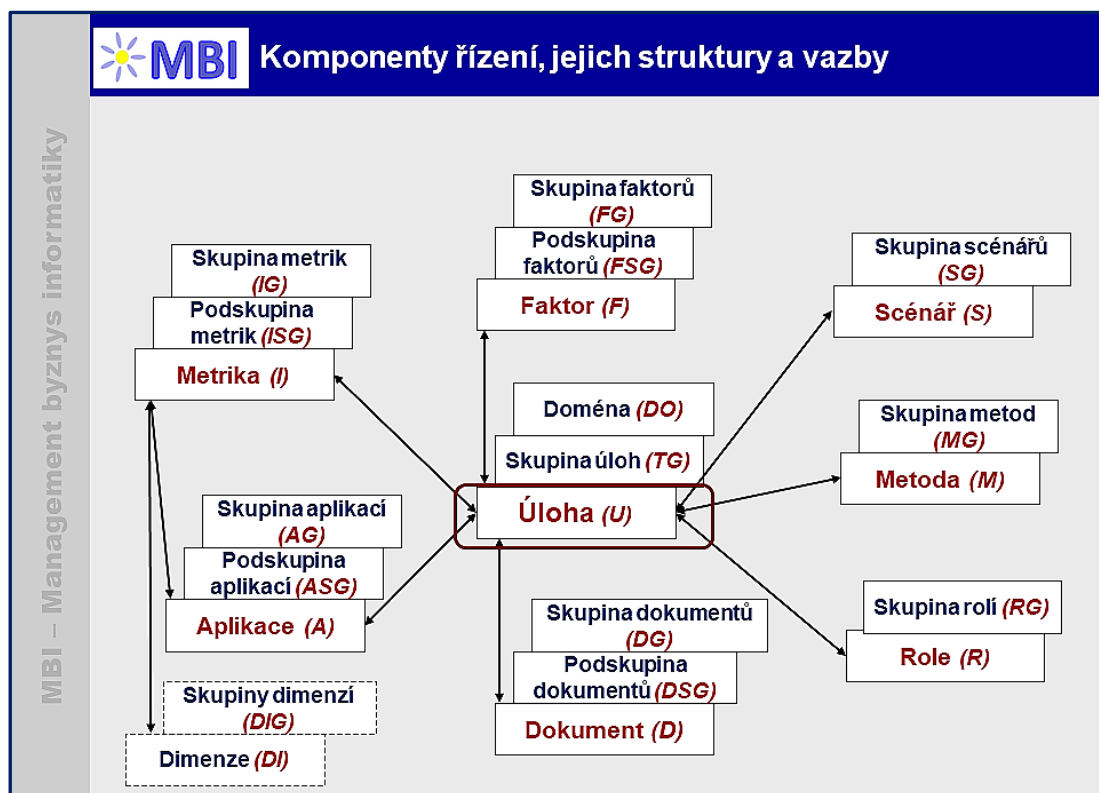 MBI
Komponenty řízení, jejich struktury a vazby
MBI – Management byznys informatiky
Skupina faktorů
(FG)
Podskupina
faktorů (FSG)
Faktor (F)
Skupina metrik
(IG)
Podskupina
metrik (ISG)
Metrika (I)
Skupina scénářů
(SG)
Scénář (S)
Doména (DO)
Skupina úloh (TG)
Úloha (U)
Skupina metod
(MG)
Metoda (M)
Skupina aplikací
(AG)
Podskupina
aplikací (ASG)
Aplikace (A)
Skupina dokumentů
(DG)
Podskupina
dokumentů (DSG)
Dokument (D)
Skupina rolí (RG)
Role (R)
Skupiny dimenzí
(DIG)
Dimenze (DI)